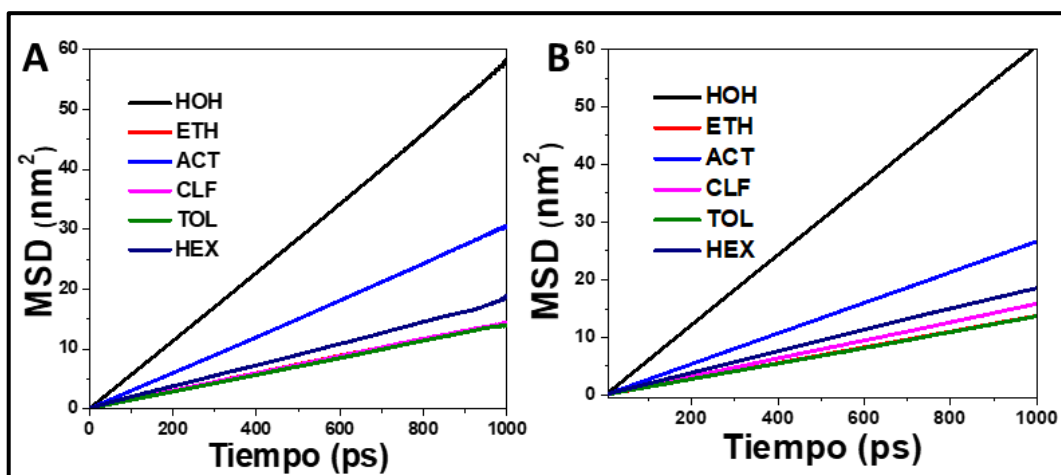 A
MSD (nm²)
60
50
40
30
20
10
0
HOH
ETH
ACT
CLF
TOL
HEX
0 200 400 600 800 1000
Tiempo (ps)
B
MSD (nm²)
60
50
40
30
20
10
0
HOH
ETH
ACT
CLF
TOL
HEX
200 400 600 800 1000
Tiempo (ps)